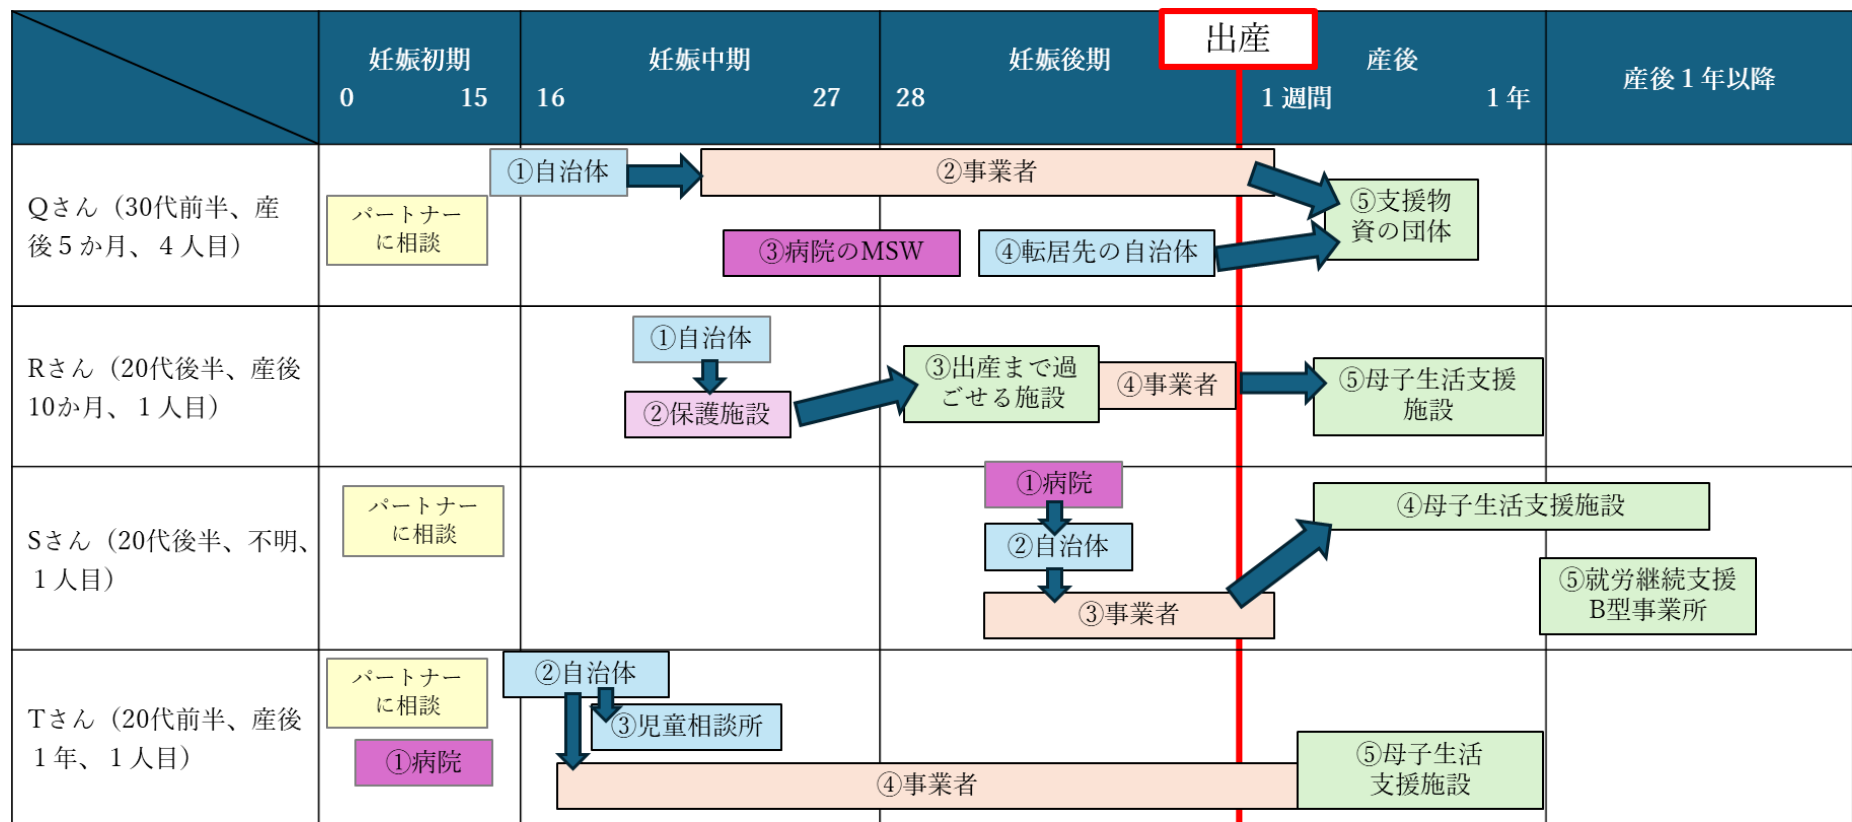 妊娠初期
0 15
妊娠中期
16 27
妊娠後期
28
出産
産後
1週間 1年
産後1年以降
Qさん（30代前半、産
後5か月、4人目）
パートナー
に相談
①自治体
②事業者
③病院のMSW
④転居先の自治体
⑤支援物
資の団体
Rさん（20代後半、産後
10か月、1人目）
①自治体
②保護施設
③出産まで過
ごせる施設
④事業者
⑤母子生活支援
施設
Sさん（20代後半、不明、
1人目）
パートナー
に相談
①病院
②自治体
③事業者
④母子生活支援施設
⑤就労継続支援
B型事業所
Tさん（20代前半、産後
1年、1人目）
パートナー
に相談
①病院
②自治体
③児童相談所
④事業者
⑤母子生活
支援施設